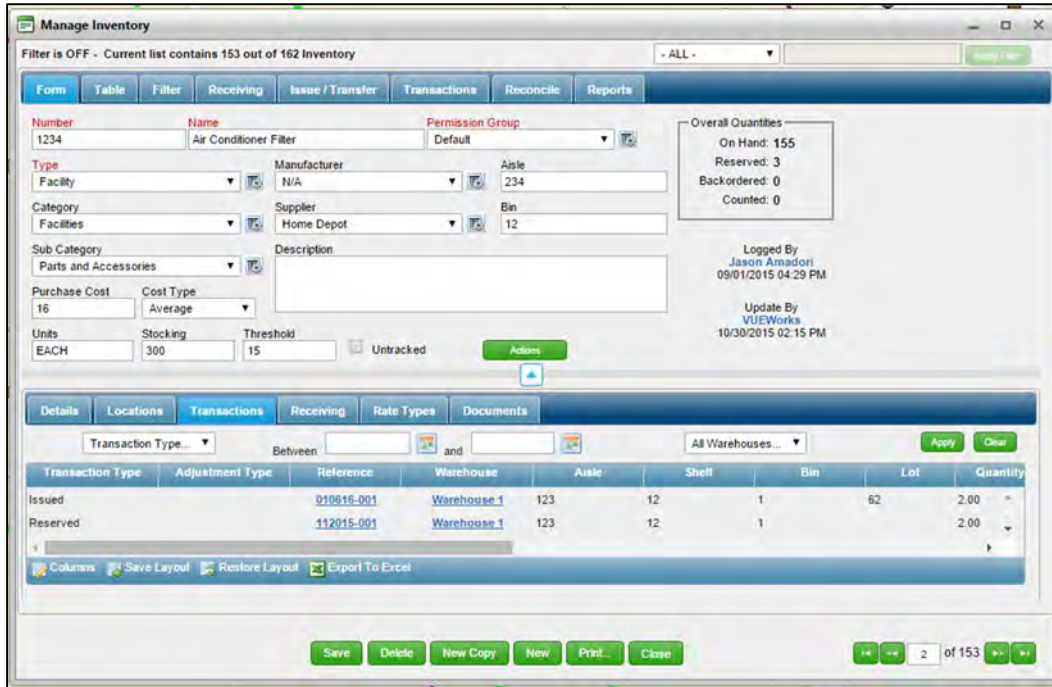 Manage Inventory
Filter is OFF - Current list contains 153 out of 162 Inventory - ALL -
Form Table Filter Receiving Issue / Transfer Transactions Reconcile Reports
Number Name Permission Group Overall Quantities
1234 Air Conditioner Filter Default On Hand: 155
Type Manufacturer Aisle Reserved: 3
Facility N/A 234 Backordered: 0
Category Supplier Bin Counted: 0
Facilities Home Depot 12
Sub Category Description Logged By
Parts and Accessories Jason Amadori
09/01/2015 04:29 PM
Purchase Cost Cost Type
16 Average Update By
VUEWorks
Units Stocking Threshold 10/30/2015 02:15 PM
EACH 300 15 Untracked Actions
Details Locations Transactions Receiving Rate Types Documents
Transaction Type... Between and All Warehouses... Apply Clear
Transaction Type Adjustment Type Reference Warehouse Aisle Shelf Bin Lot Quantity
Issued 010616-001 Warehouse 1 123 12 1 62 2.00
Reserved 112015-001 Warehouse 1 123 12 1 2.00
Columns Save Layout Restore Layout Export To Excel
Save Delete New Copy New Print... Close 2 of 153